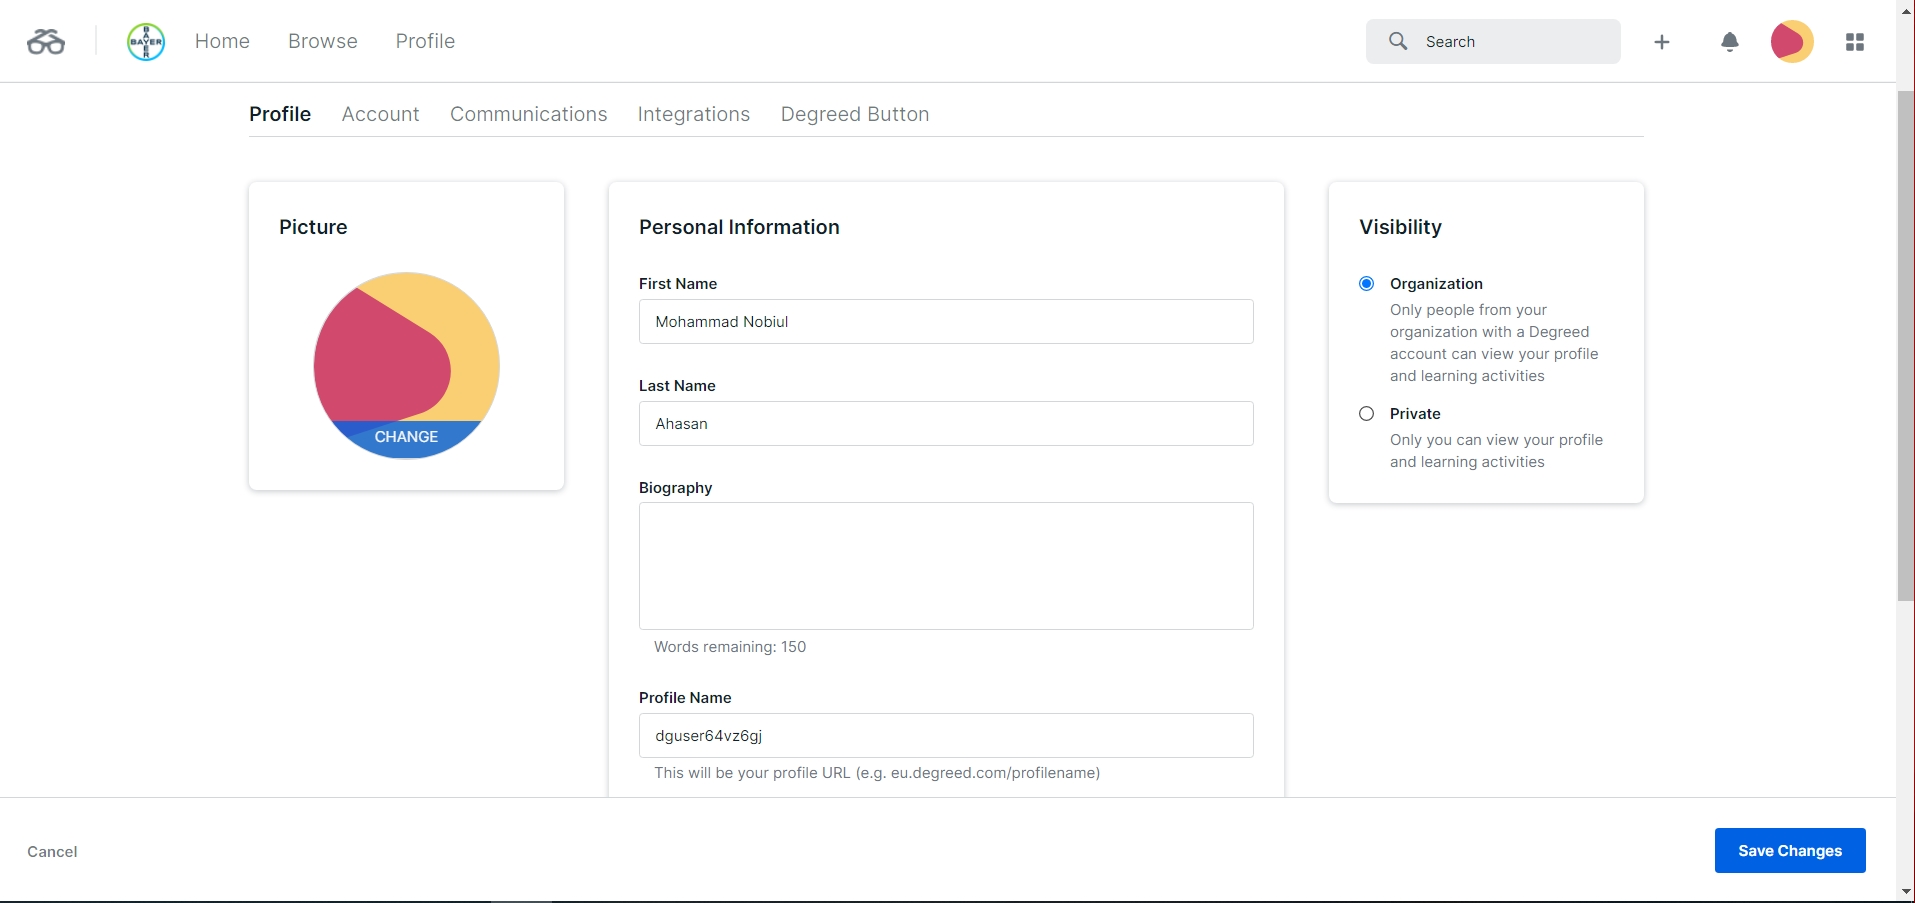 BAYER
BAYER
Home
Browse
Profile
Search
Profile
Account
Communications
Integrations
Degreed Button
Picture
CHANGE
Personal Information
First Name
Mohammad Nobiul
Last Name
Ahasan
Biography
Words remaining: 150
Profile Name
dguser64vz6gj
This will be your profile URL (e.g. eu.degreed.com/profilename)
Visibility
Organization
Only people from your
organization with a Degreed
account can view your profile
and learning activities
Private
Only you can view your profile
and learning activities
Cancel
Save Changes